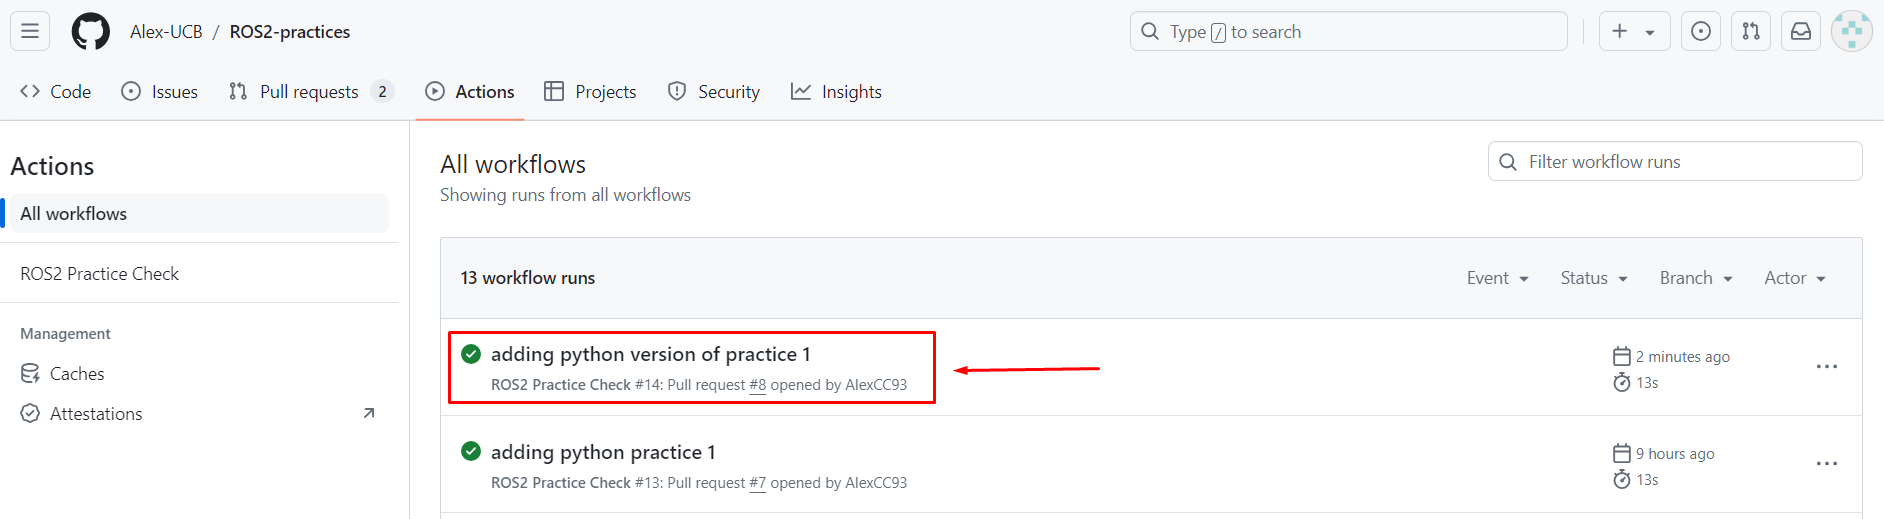 Alex-UCB / ROS2-practices
Type / to search
Code
Issues
Pull requests 2
Actions
Projects
Security
Insights
Actions
All workflows
ROS2 Practice Check
Management
Caches
Attestations
All workflows
Showing runs from all workflows
Filter workflow runs
13 workflow runs
Event
Status
Branch
Actor
adding python version of practice 1
ROS2 Practice Check #14: Pull request #8 opened by AlexCC93
2 minutes ago
13s
adding python practice 1
ROS2 Practice Check #13: Pull request #7 opened by AlexCC93
9 hours ago
13s